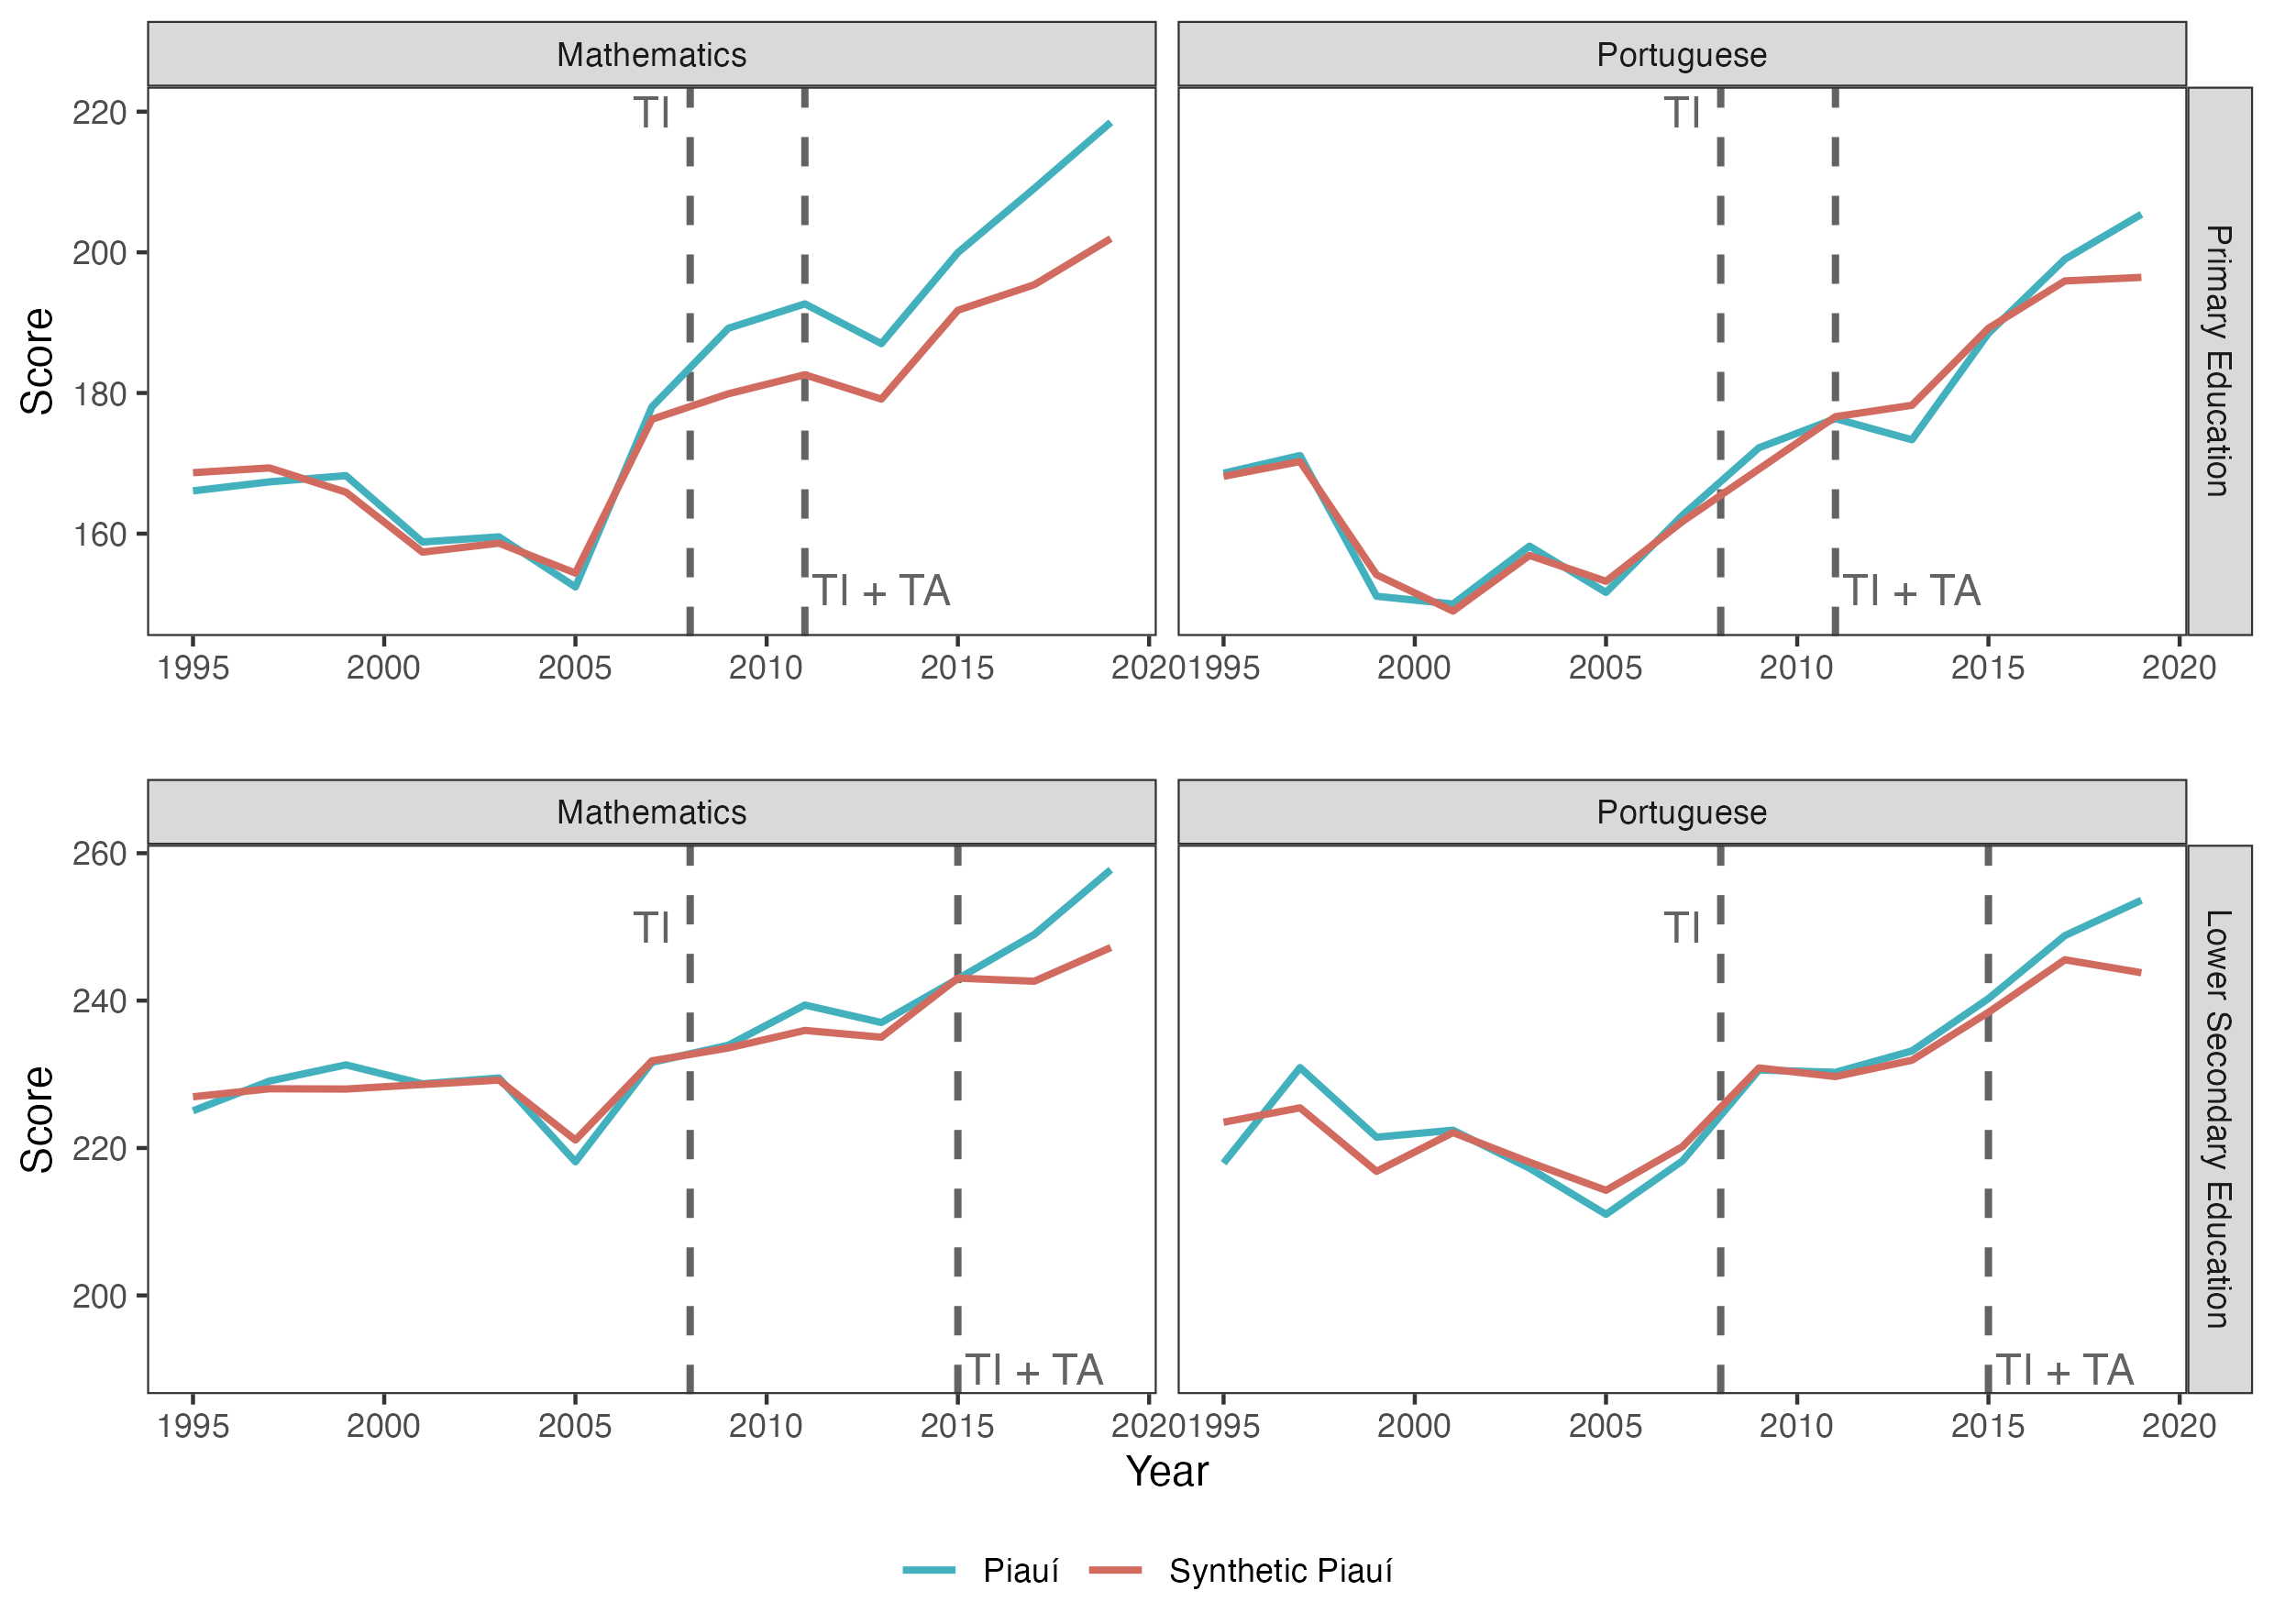 Mathematics
Portuguese
220
200
180
160
Score
TI
TI + TA
TI
TI + TA
Primary Education
1995 2000 2005 2010 2015 2020
1995 2000 2005 2010 2015 2020
Mathematics
Portuguese
260
240
220
200
Score
TI
TI + TA
TI
TI + TA
Lower Secondary Education
1995 2000 2005 2010 2015 2020
1995 2000 2005 2010 2015 2020
Year
Piauí
Synthetic Piauí